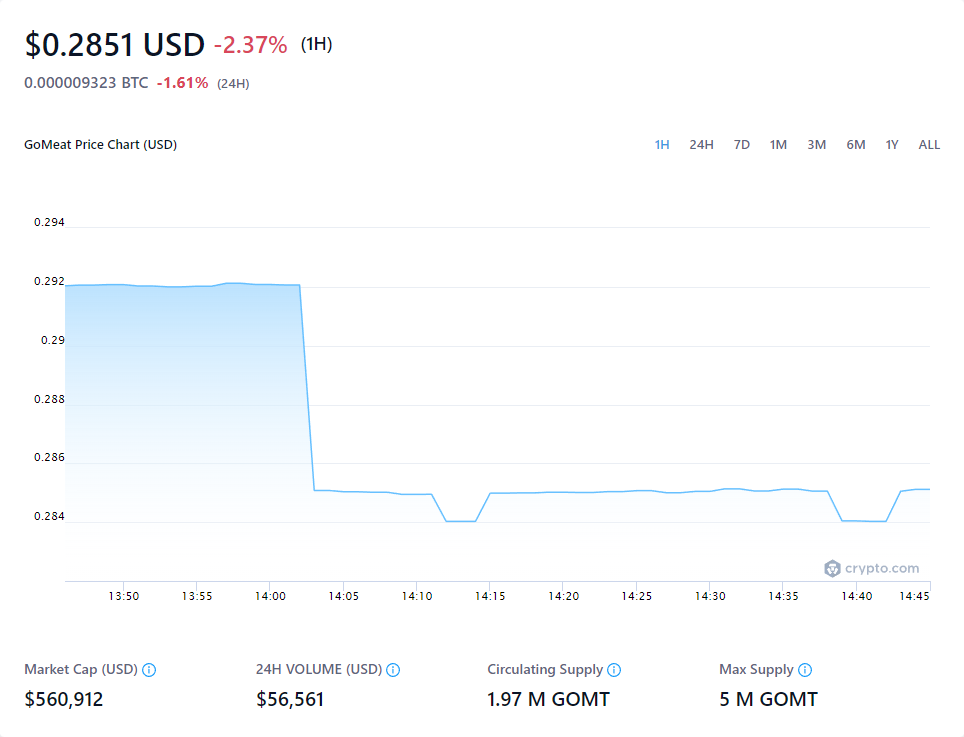 $0.2851 USD -2.37% (1H)
0.000009323 BTC -1.61% (24H)
GoMeat Price Chart (USD) 1H 24H 7D 1M 3M 6M 1Y ALL
0.294
0.292
0.29
0.288
0.286
0.284
crypto.com
13:50 13:55 14:00 14:05 14:10 14:15 14:20 14:25 14:30 14:35 14:40 14:45
Market Cap (USD) 24H VOLUME (USD) Circulating Supply Max Supply
$560,912 $56,561 1.97 M GOMT 5 M GOMT